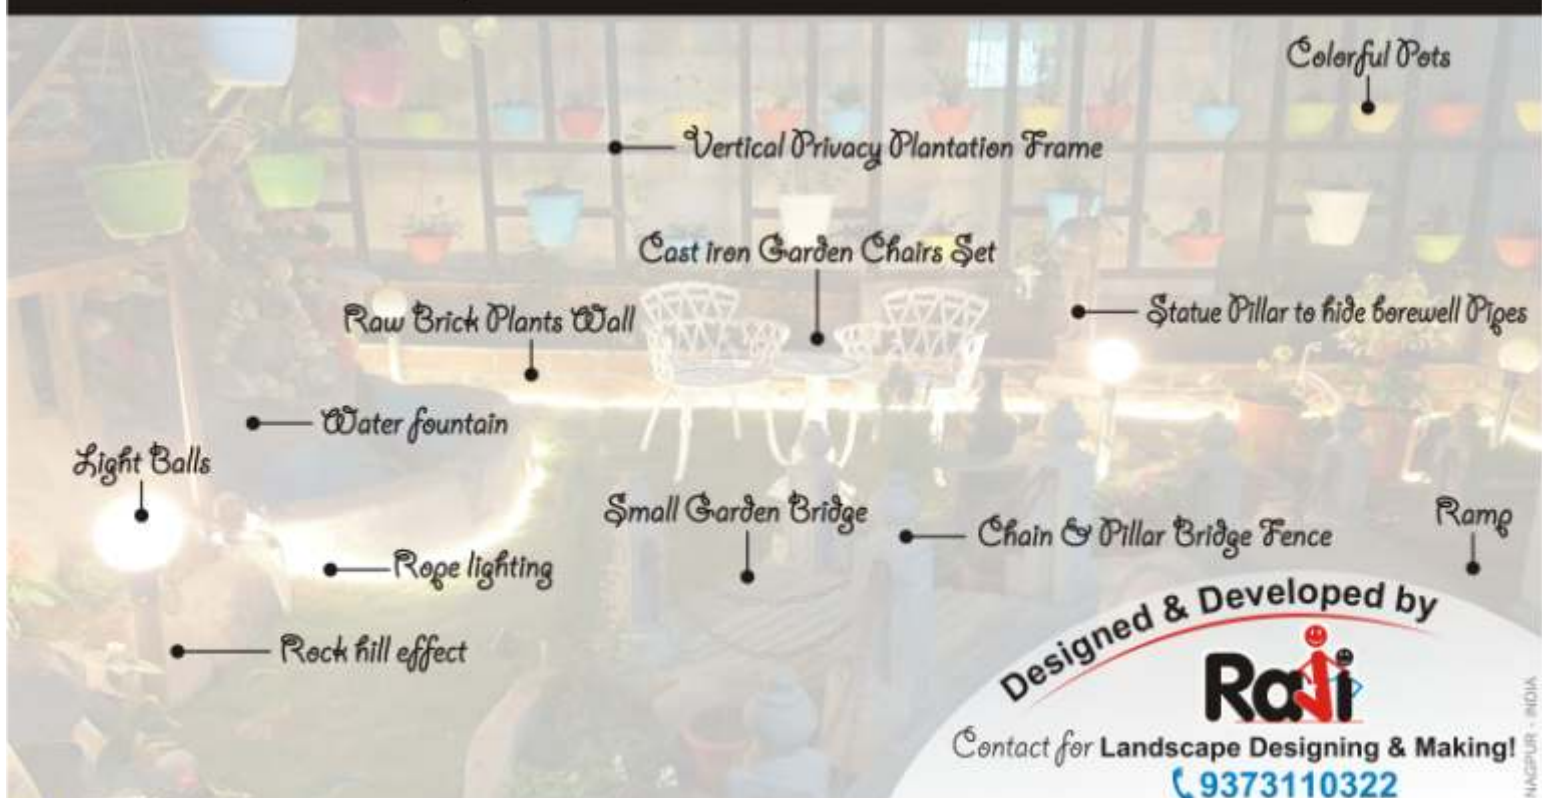 Colorful Pots
Vertical Privacy Plantation Frame
Cast iron Garden Chairs Set
Raw Brick Plants Wall
Statue Pillar to hide borewell Pipes
Water fountain
Light Balls
Small Garden Bridge
Chain & Pillar Bridge Fence
Ramp
Rope lighting
Rock hill effect
Designed & Developed by
Ravi
Contact for Landscape Designing & Making!
9373110322
NAGPUR - INDIA